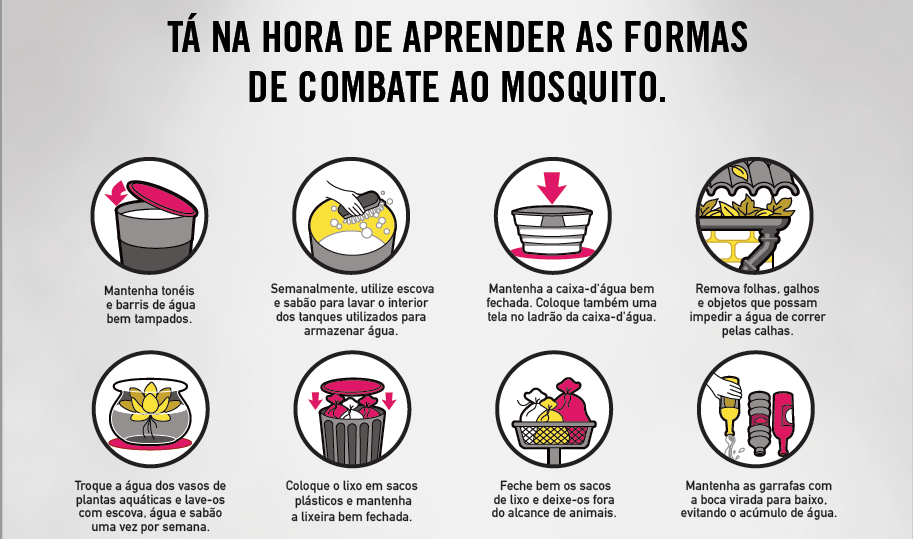 TÁ NA HORA DE APRENDER AS FORMAS
DE COMBATE AO MOSQUITO.
Mantenha tonéis
e barris de água
bem tampados.
Semanalmente, utilize escova
e sabão para lavar o interior
dos tanques utilizados para
armazenar água.
Mantenha a caixa-d'água bem
fechada. Coloque também uma
tela no ladrão da caixa-d'água.
Remova folhas, galhos
e objetos que possam
impedir a água de correr
pelas calhas.
Troque a água dos vasos de
plantas aquáticas e lave-os
com escova, água e sabão
uma vez por semana.
Coloque o lixo em sacos
plásticos e mantenha
a lixeira bem fechada.
Feche bem os sacos
de lixo e deixe-os fora
do alcance de animais.
Mantenha as garrafas com
a boca virada para baixo,
evitando o acúmulo de água.